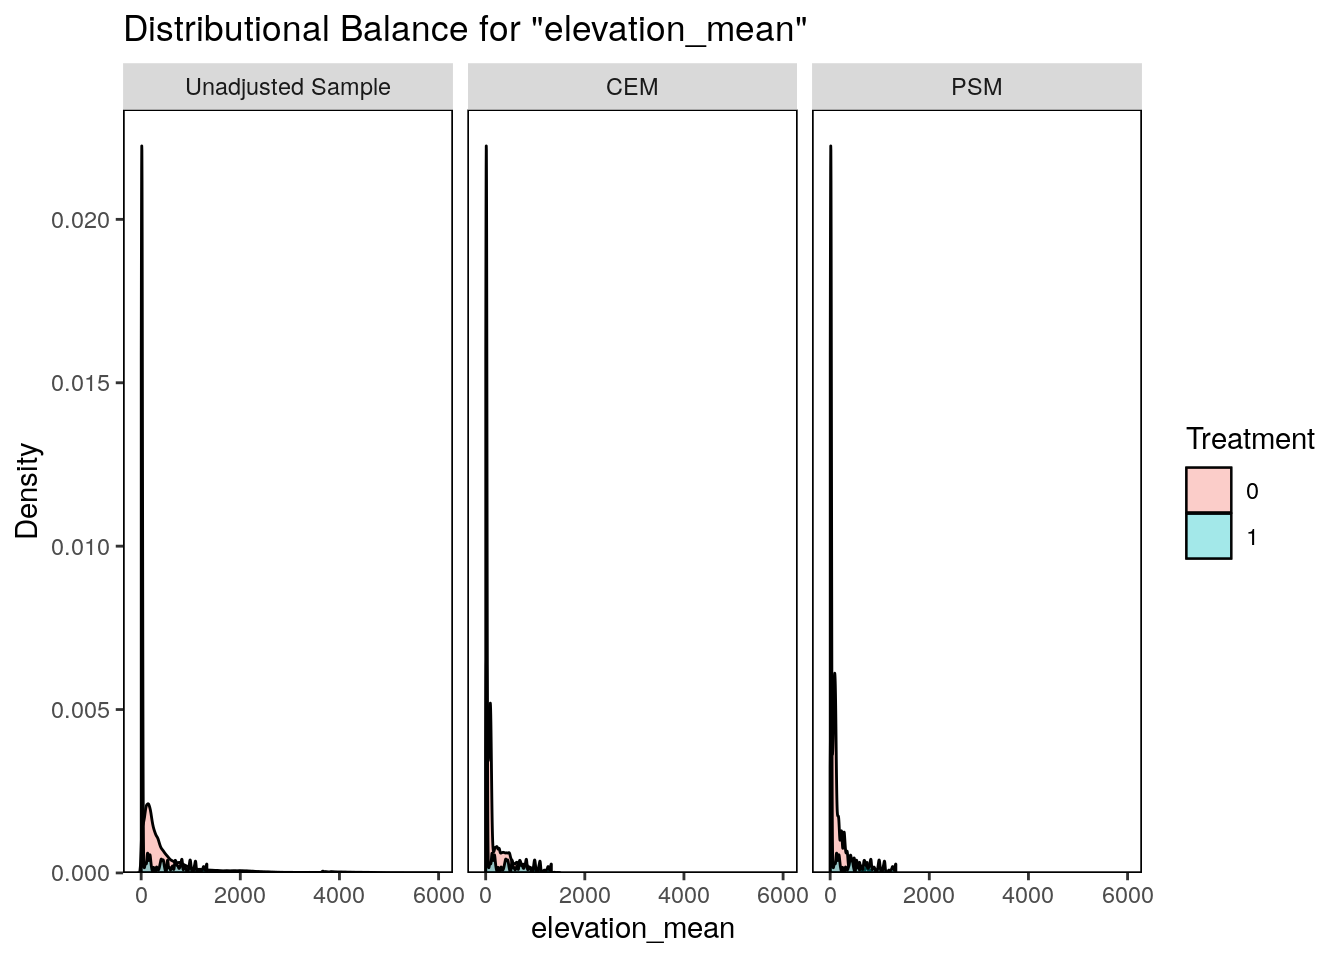 Distributional Balance for "elevation_mean"
Unadjusted Sample CEM PSM
0.020
0.015
0.010
0.005
0.000
Density
0 2000 4000 6000 0 2000 4000 6000 0 2000 4000 6000
elevation_mean
Treatment
0
1